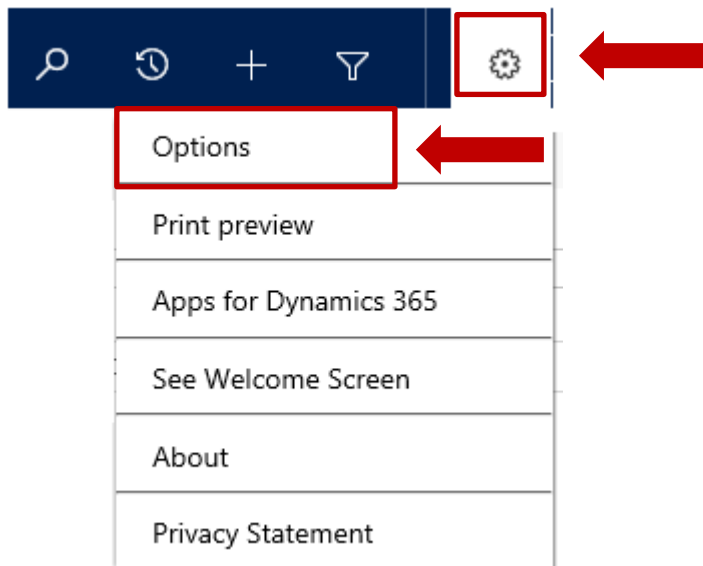 Options
Print preview
Apps for Dynamics 365
See Welcome Screen
About
Privacy Statement